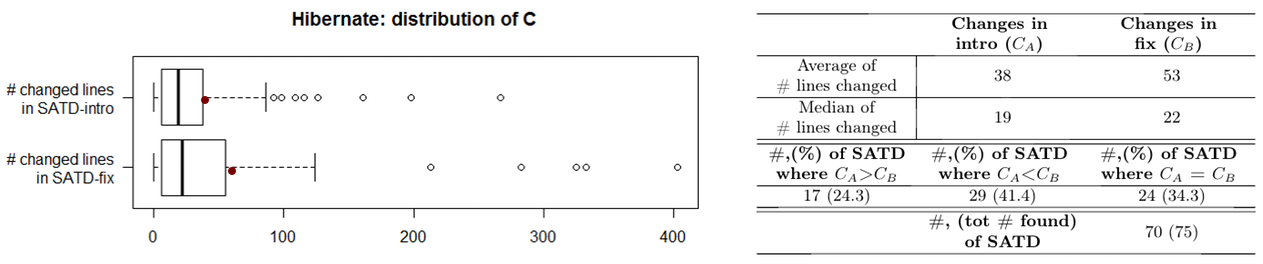 Hibernate: distribution of C
# changed lines
in SATD-intro
# changed lines
in SATD-fix
0 100 200 300 400
Changes in Changes in
intro (C_A) fix (C_B)
Average of
# lines changed 38 53
Median of
# lines changed 19 22
#,(%) of SATD #,(%) of SATD #,(%) of SATD
where C_A>C_B where C_A<C_B where C_A = C_B
17 (24.3) 29 (41.4) 24 (34.3)
#, (tot # found)
of SATD 70 (75)